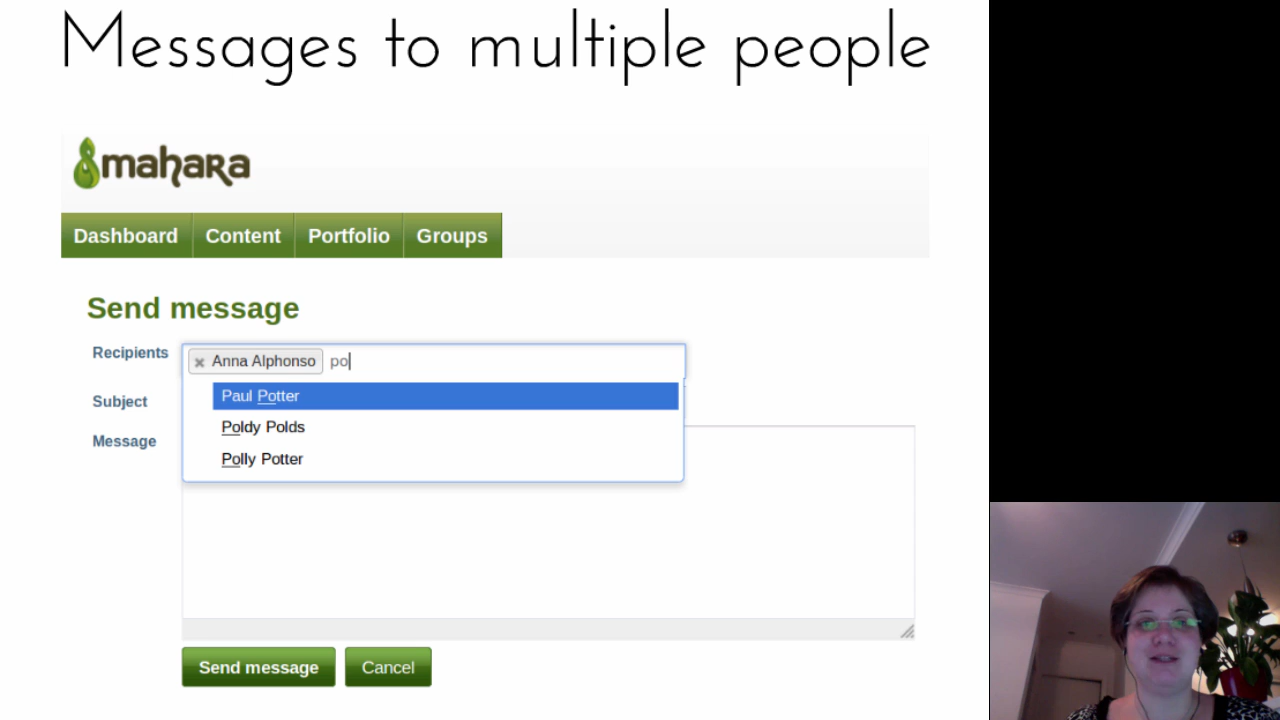 Messages to multiple people
mahara
Dashboard Content Portfolio Groups
Send message
Recipients Anna Alphonso po
Paul Potter
Subject
Poldy Polds
Message
Polly Potter
Send message Cancel